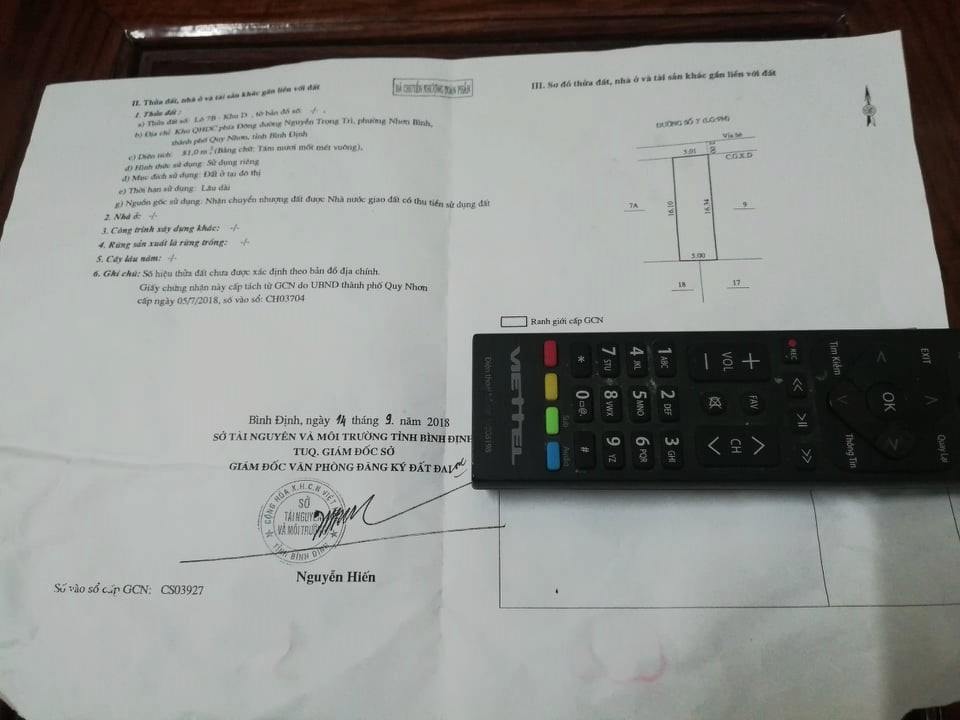 II. Thửa đất, nhà ở và tài sản khác gắn liền với đất
1. Thửa đất:
a) Thửa đất số: Lô 7B - Khu D , tờ bản đồ số: -/- ,
b) Địa chỉ: Khu QHDC phía Đông đường Nguyễn Trọng Trì, phường Nhơn Bình,
thành phố Quy Nhơn, tỉnh Bình Định
c) Diện tích: 81,0 m², (Bằng chữ: Tám mươi mốt mét vuông),
d) Hình thức sử dụng: Sử dụng riêng
đ) Mục đích sử dụng: Đất ở tại đô thị
e) Thời hạn sử dụng: Lâu dài
g) Nguồn gốc sử dụng: Nhận chuyển nhượng đất được Nhà nước giao đất có thu tiền sử dụng đất
2. Nhà ở: -/-
3. Công trình xây dựng khác: -/-
4. Rừng sản xuất là rừng trồng: -/-
5. Cây lâu năm: -/-
6. Ghi chú: Số hiệu thửa đất chưa được xác định theo bản đồ địa chính.
Giấy chứng nhận này cấp tách từ GCN do UBND thành phố Quy Nhơn
cấp ngày 05/7/2018, số vào sổ: CH03704
Bình Định, ngày 14 tháng 9. năm 2018
SỞ TÀI NGUYÊN VÀ MÔI TRƯỜNG TỈNH BÌNH ĐỊNH
TUQ. GIÁM ĐỐC SỞ
GIÁM ĐỐC VĂN PHÒNG ĐĂNG KÝ ĐẤT ĐAI
CỘNG HÒA X.H.C.N VIỆT
SỞ
TÀI NGUYÊN
VÀ MÔI TRƯỜNG
TỈNH BÌNH ĐỊNH
Nguyễn Hiến
Số vào sổ cấp GCN: CS03927
ĐÃ CHUYỂN NHƯỢNG TOÀN PHẦN
III. Sơ đồ thửa đất, nhà ở và tài sản khác gắn liền với đất
ĐƯỜNG SỐ 7 (LG:9M)
Vỉa hè
5.01
C.G.X.D
7A
16.10
16.34
9
5.00
18
17
Ranh giới cấp GCN
VIETTEL
Điện thoại
Sub
Audio
* 7 STU 4 JKL 1 ABC
0 8 VWX 5 MNO 2 DEF
# 9 YZ 6 PQR 3 GHI
− VOL +
FAV
< CH >
REC
<<
>||
>>
Tìm Kiếm
EXIT
OK
Thông Tin
Quay Lại